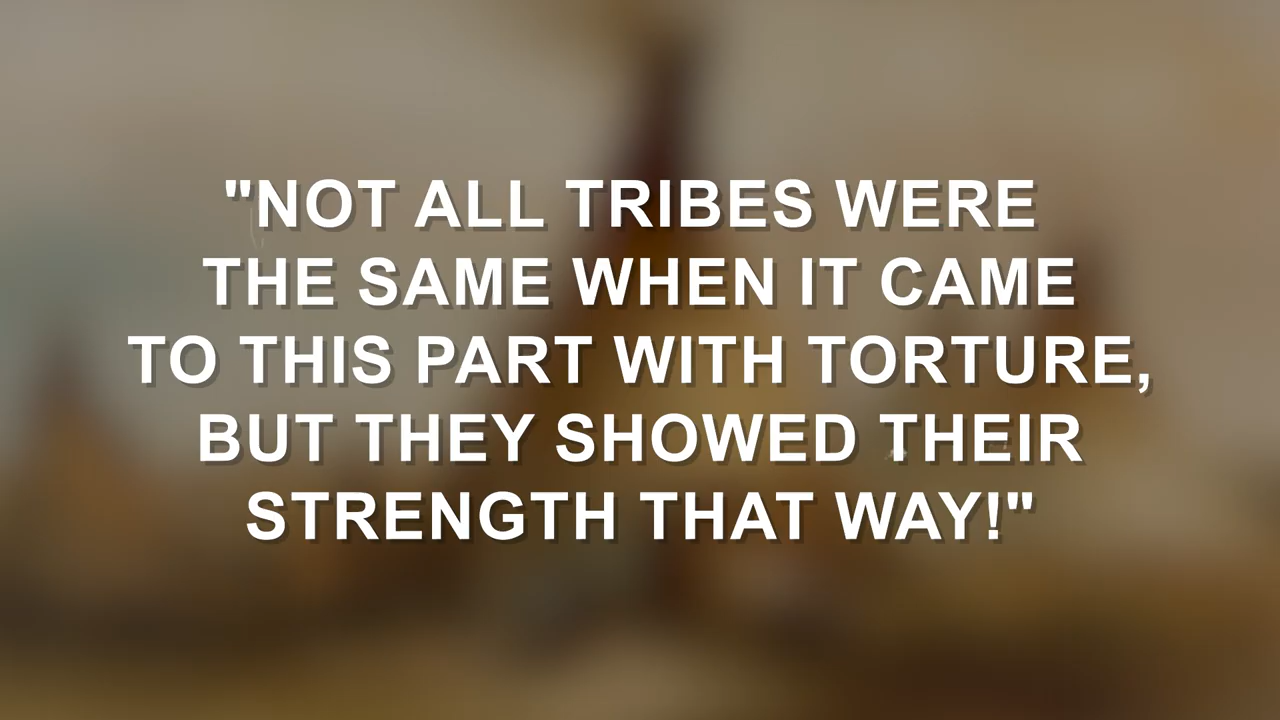 "NOT ALL TRIBES WERE
THE SAME WHEN IT CAME
TO THIS PART WITH TORTURE,
BUT THEY SHOWED THEIR
STRENGTH THAT WAY!"